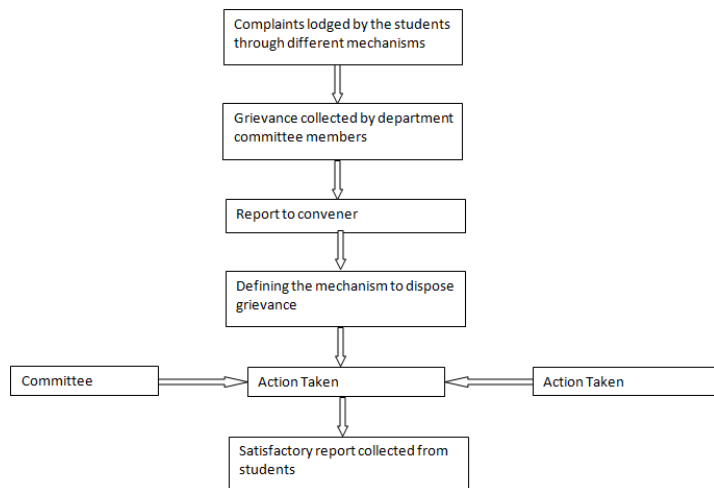 Complaints lodged by the students
through different mechanisms
Grievance collected by department
committee members
Report to convener
Defining the mechanism to dispose
grievance
Committee
Action Taken
Action Taken
Satisfactory report collected from
students